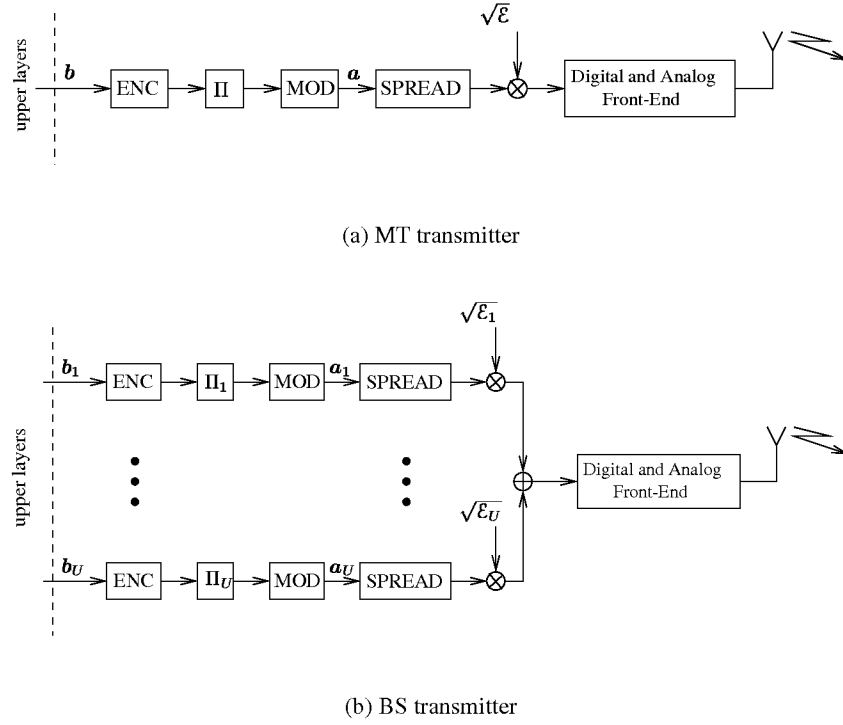 √ℰ
upper layers
b ENC Π MOD a SPREAD ⊗ Digital and Analog
Front-End
(a) MT transmitter
√ℰ₁
b₁ ENC Π₁ MOD a₁ SPREAD ⊗
upper layers
⊕ Digital and Analog
Front-End
√ℰ_U
b_U ENC Π_U MOD a_U SPREAD ⊗
(b) BS transmitter